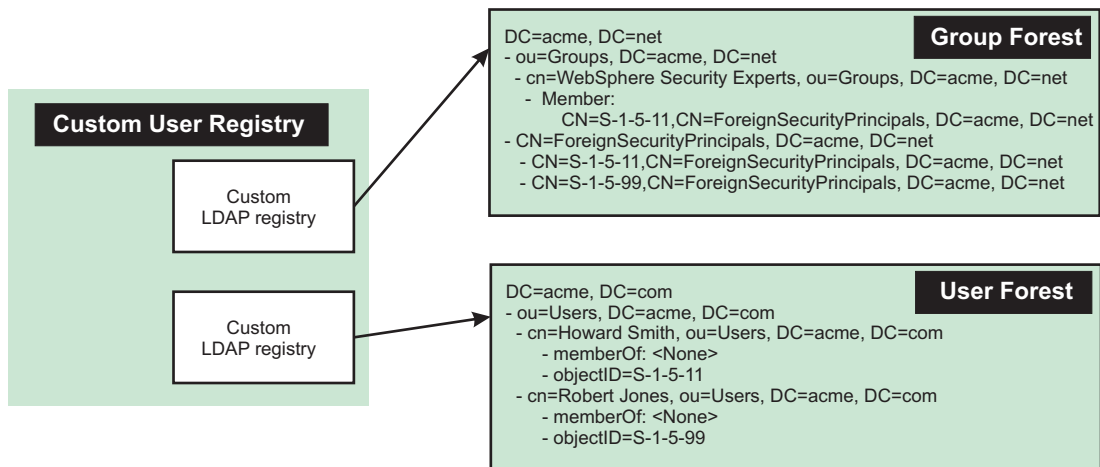 Custom User Registry
Custom
LDAP registry
Custom
LDAP registry
Group Forest
DC=acme, DC=net
- ou=Groups, DC=acme, DC=net
- cn=WebSphere Security Experts, ou=Groups, DC=acme, DC=net
- Member:
CN=S-1-5-11,CN=ForeignSecurityPrincipals, DC=acme, DC=net
- CN=ForeignSecurityPrincipals, DC=acme, DC=net
- CN=S-1-5-11,CN=ForeignSecurityPrincipals, DC=acme, DC=net
- CN=S-1-5-99,CN=ForeignSecurityPrincipals, DC=acme, DC=net
User Forest
DC=acme, DC=com
- ou=Users, DC=acme, DC=com
- cn=Howard Smith, ou=Users, DC=acme, DC=com
- memberOf: <None>
- objectID=S-1-5-11
- cn=Robert Jones, ou=Users, DC=acme, DC=com
- memberOf: <None>
- objectID=S-1-5-99